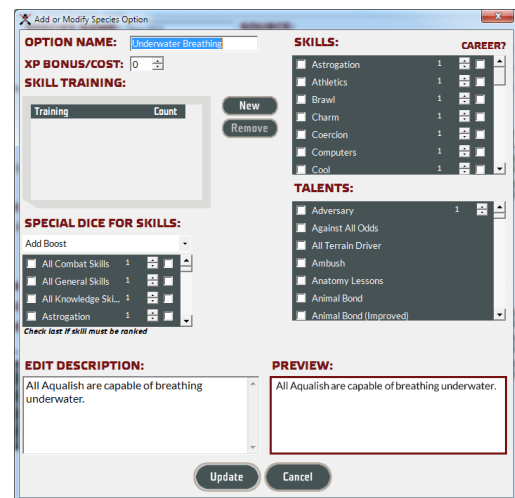 Add or Modify Species Option
OPTION NAME: Underwater Breathing
XP BONUS/COST: 0
SKILL TRAINING:
Training Count
New
Remove
SPECIAL DICE FOR SKILLS:
Add Boost
All Combat Skills 1
All General Skills 1
All Knowledge Ski... 1
Astrogation 1
Check last if skill must be ranked
SKILLS: CAREER?
Astrogation 1
Athletics 1
Brawl 1
Charm 1
Coercion 1
Computers 1
Cool 1
TALENTS:
Adversary 1
Against All Odds
All Terrain Driver
Ambush
Anatomy Lessons
Animal Bond
Animal Bond (Improved)
EDIT DESCRIPTION:
All Aqualish are capable of breathing
underwater.
PREVIEW:
All Aqualish are capable of breathing underwater.
Update Cancel